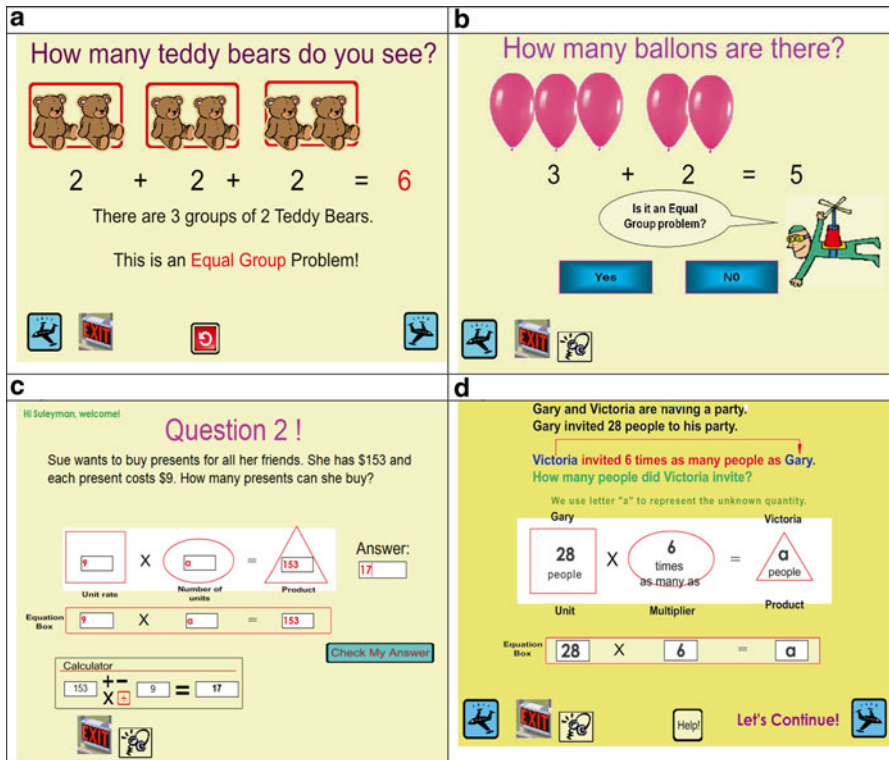 a
How many teddy bears do you see?
2 + 2 + 2 = 6
There are 3 groups of 2 Teddy Bears.
This is an Equal Group Problem!
EXIT
b
How many ballons are there?
3 + 2 = 5
Is it an Equal
Group problem?
Yes NO
EXIT
c
Hi Suleyman, welcome!
Question 2 !
Sue wants to buy presents for all her friends. She has $153 and
each present costs $9. How many presents can she buy?
Answer:
9 X a = 153 17
Unit rate Number of units Product
Equation Box 9 X a = 153
Check My Answer
Calculator
153 + - X ÷ 9 = 17
EXIT
d
Gary and Victoria are having a party.
Gary invited 28 people to his party.
Victoria invited 6 times as many people as Gary.
How many people did Victoria invite?
We use letter "a" to represent the unknown quantity.
Gary Victoria
28 people X 6 times as many as = a people
Unit Multiplier Product
Equation Box 28 X 6 = a
EXIT Help! Let's Continue!